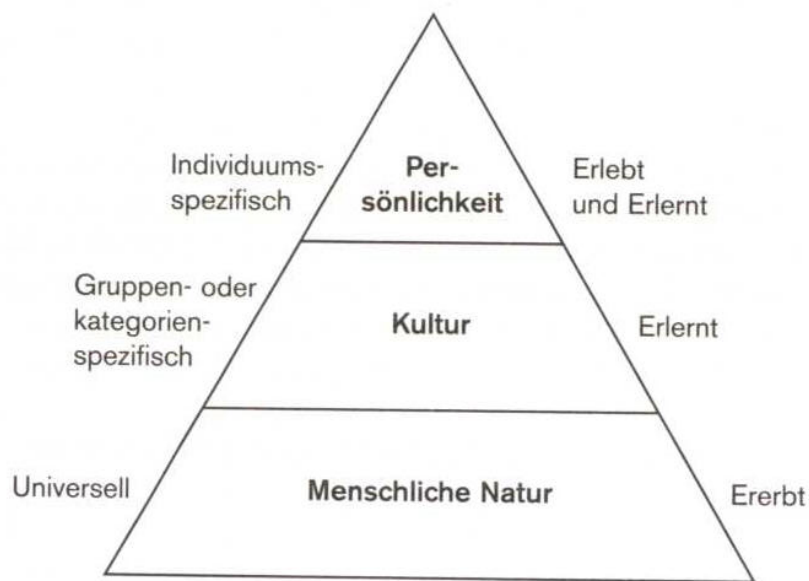 Individuums-
spezifisch
Per-
sönlichkeit
Erlebt
und Erlernt
Gruppen- oder
kategorien-
spezifisch
Kultur
Erlernt
Universell
Menschliche Natur
Ererbt